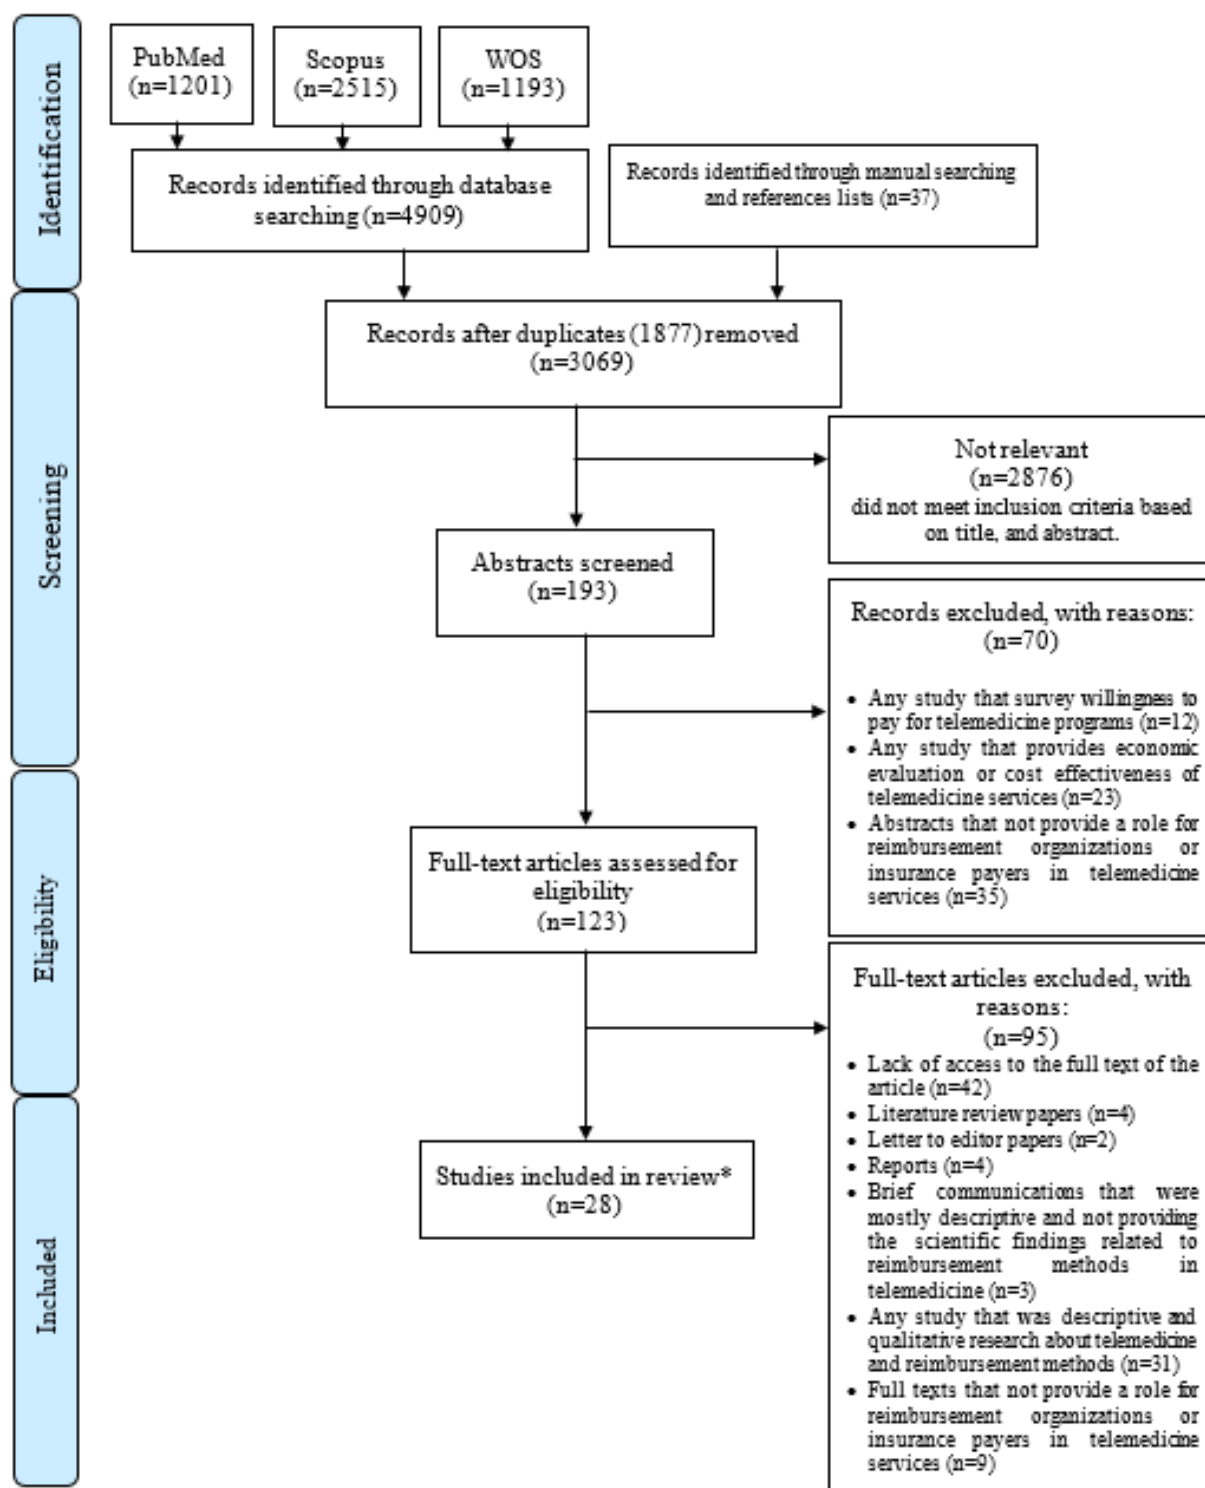 Identification
PubMed
(n=1201)
Scopus
(n=2515)
WOS
(n=1193)
Records identified through database
searching (n=4909)
Records identified through manual searching
and references lists (n=37)
Screening
Records after duplicates (1877) removed
(n=3069)
Not relevant
(n=2876)
did not meet inclusion criteria based
on title, and abstract.
Abstracts screened
(n=193)
Records excluded, with reasons:
(n=70)
• Any study that survey willingness to
pay for telemedicine programs (n=12)
• Any study that provides economic
evaluation or cost effectiveness of
telemedicine services (n=23)
• Abstracts that not provide a role for
reimbursement organizations or
insurance payers in telemedicine
services (n=35)
Eligibility
Full-text articles assessed for
eligibility
(n=123)
Full-text articles excluded, with
reasons:
(n=95)
• Lack of access to the full text of the
article (n=42)
• Literature review papers (n=4)
• Letter to editor papers (n=2)
• Reports (n=4)
• Brief communications that were
mostly descriptive and not providing
the scientific findings related to
reimbursement methods in
telemedicine (n=3)
• Any study that was descriptive and
qualitative research about telemedicine
and reimbursement methods (n=31)
• Full texts that not provide a role for
reimbursement organizations or
insurance payers in telemedicine
services (n=9)
Included
Studies included in review*
(n=28)